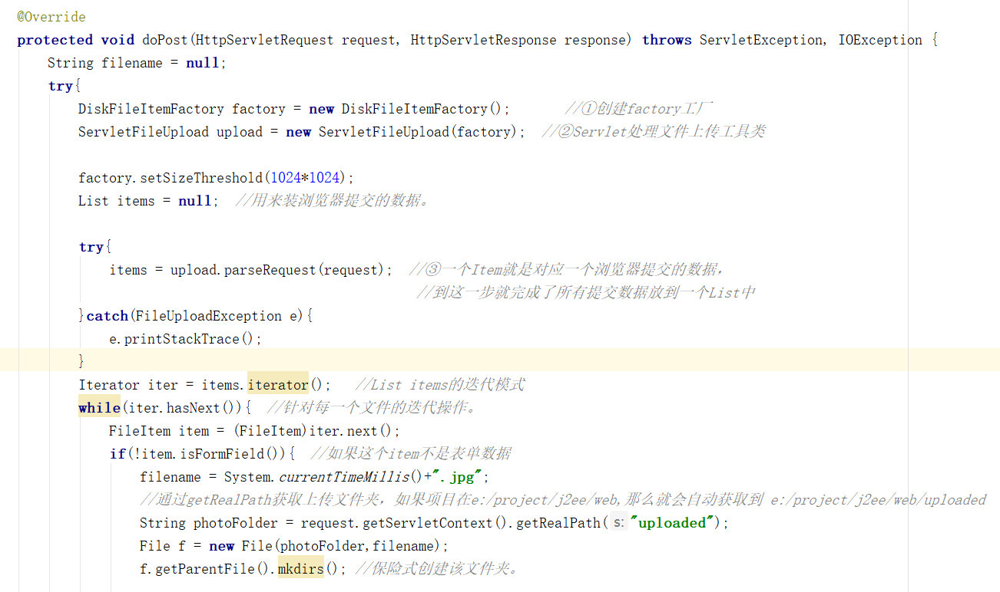 @Override
protected void doPost(HttpServletRequest request, HttpServletResponse response) throws ServletException, IOException {
String filename = null;
try{
DiskFileItemFactory factory = new DiskFileItemFactory(); //①创建factory工厂
ServletFileUpload upload = new ServletFileUpload(factory); //②Servlet处理文件上传工具类
factory.setSizeThreshold(1024*1024);
List items = null; //用来装浏览器提交的数据。
try{
items = upload.parseRequest(request); //③一个Item就是对应一个浏览器提交的数据，
//到这一步就完成了所有提交数据放到一个List中
}catch(FileUploadException e){
e.printStackTrace();
}
Iterator iter = items.iterator(); //List items的迭代模式
while(iter.hasNext()){ //针对每一个文件的迭代操作。
FileItem item = (FileItem)iter.next();
if(!item.isFormField()){ //如果这个item不是表单数据
filename = System.currentTimeMillis()+".jpg";
//通过getRealPath获取上传文件夹，如果项目在e:/project/j2ee/web,那么就会自动获取到 e:/project/j2ee/web/uploaded
String photoFolder = request.getServletContext().getRealPath( s: "uploaded");
File f = new File(photoFolder,filename);
f.getParentFile().mkdirs(); //保险式创建该文件夹。